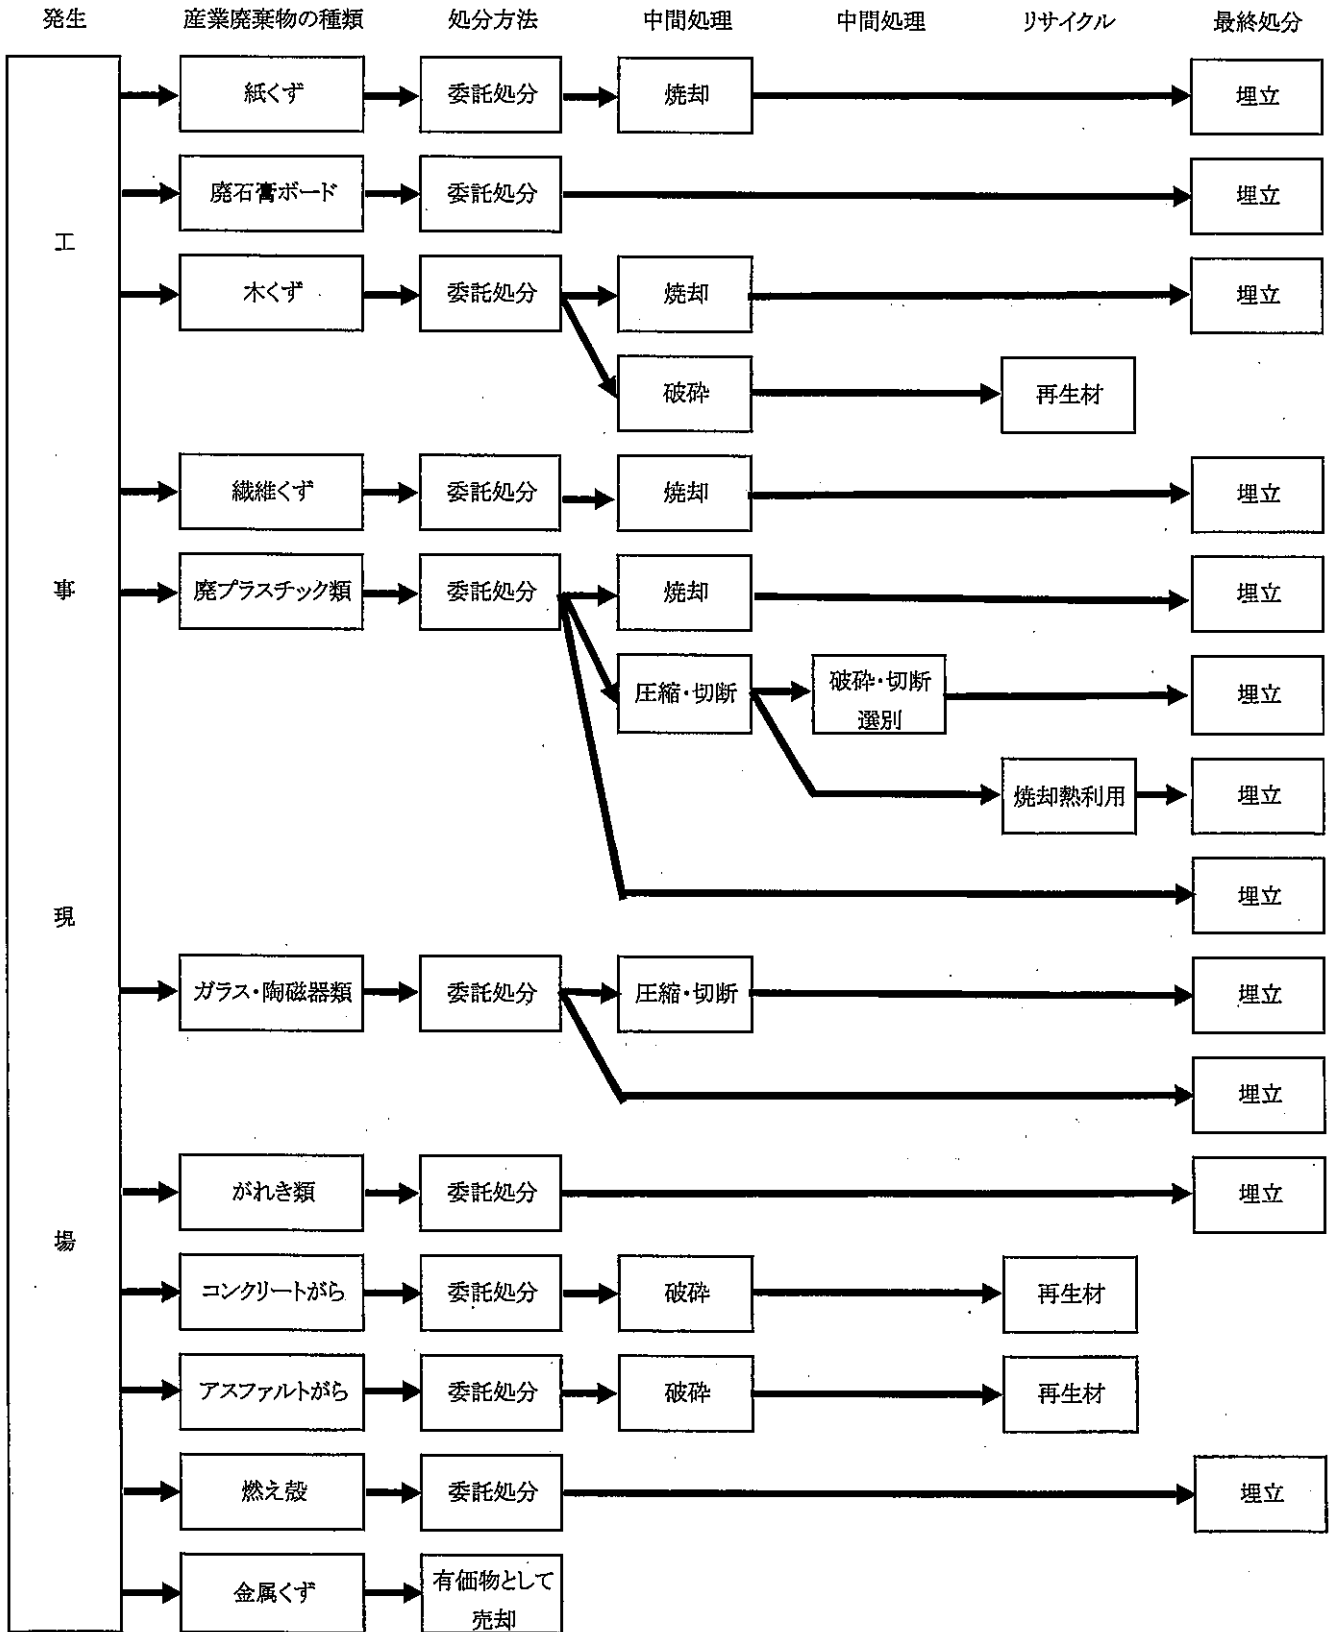 発生 産業廃棄物の種類 処分方法 中間処理 中間処理 リサイクル 最終処分
工事現場
紙くず 委託処分 焼却 埋立
廃石膏ボード 委託処分 埋立
木くず 委託処分 焼却 埋立
破砕 再生材
繊維くず 委託処分 焼却 埋立
廃プラスチック類 委託処分 焼却 埋立
圧縮・切断 破砕・切断 埋立
選別
焼却熱利用 埋立
埋立
ガラス・陶磁器類 委託処分 圧縮・切断 埋立
埋立
がれき類 委託処分 埋立
コンクリートがら 委託処分 破砕 再生材
アスファルトがら 委託処分 破砕 再生材
燃え殻 委託処分 埋立
金属くず 有価物として
売却